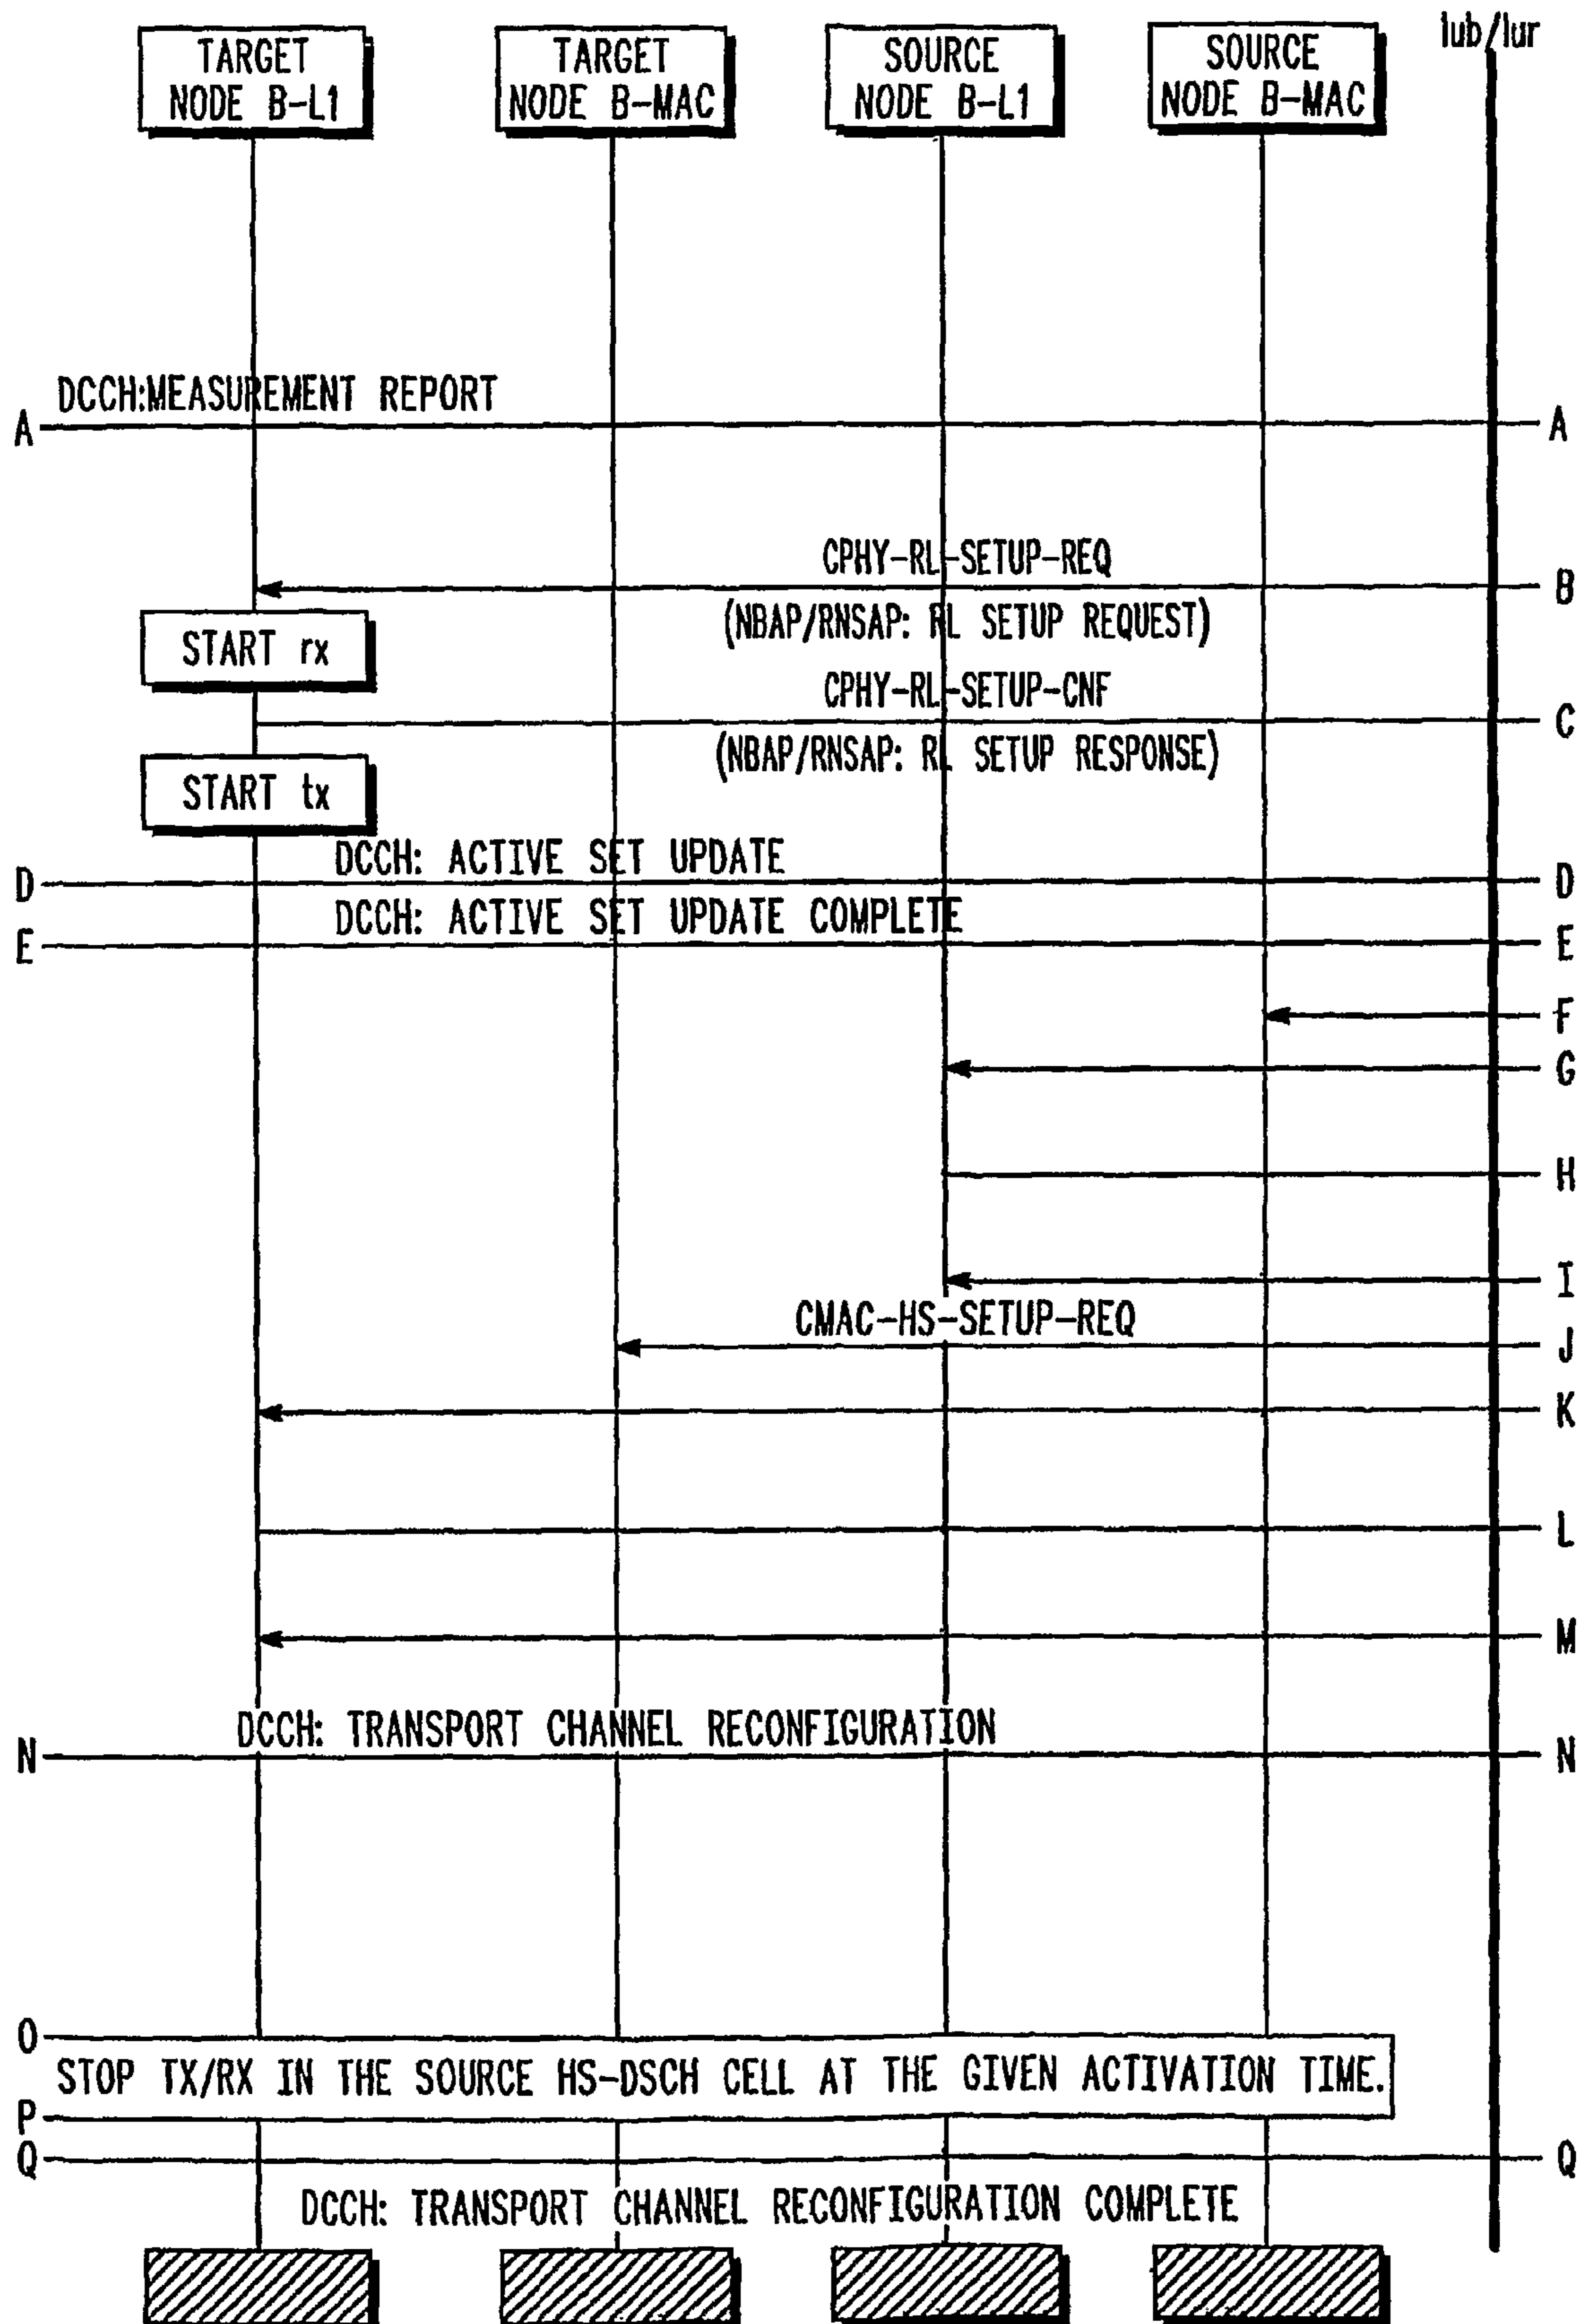 TARGET
NODE B-L1
TARGET
NODE B-MAC
SOURCE
NODE B-L1
SOURCE
NODE B-MAC
Iub/Iur
DCCH:MEASUREMENT REPORT
A A
CPHY-RL-SETUP-REQ
B
(NBAP/RNSAP: RL SETUP REQUEST)
START rx
CPHY-RL-SETUP-CNF
C
(NBAP/RNSAP: RL SETUP RESPONSE)
START tx
DCCH: ACTIVE SET UPDATE
D D
DCCH: ACTIVE SET UPDATE COMPLETE
E E
F
G
H
I
CMAC-HS-SETUP-REQ
J
K
L
M
DCCH: TRANSPORT CHANNEL RECONFIGURATION
N N
O
STOP TX/RX IN THE SOURCE HS-DSCH CELL AT THE GIVEN ACTIVATION TIME.
P
Q Q
DCCH: TRANSPORT CHANNEL RECONFIGURATION COMPLETE